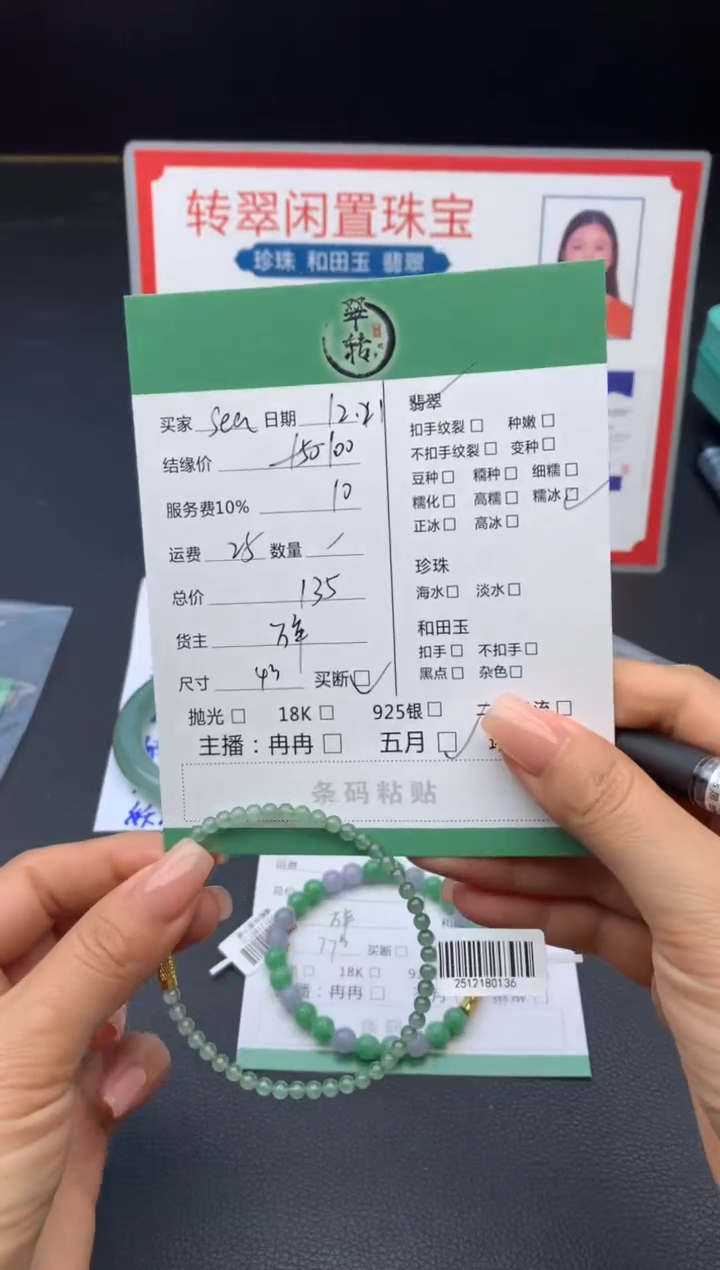 转翠闲置珠宝
珍珠 和田玉 翡翠
翠
转
买家 Sea 日期 12.21
结缘价 150 100
服务费10% 10
运费 25 数量 /
总价 135
货主
尺寸 43 买断
翡翠
扣手纹裂 种嫩
不扣手纹裂 变种
豆种 糯种 细糯
糯化 高糯 糯冰
正冰 高冰
珍珠
海水 淡水
和田玉
扣手 不扣手
黑点 杂色
抛光 18K 925银
主播：冉冉 五月
条码粘贴
总价
买断
18K
冉冉
2512180136